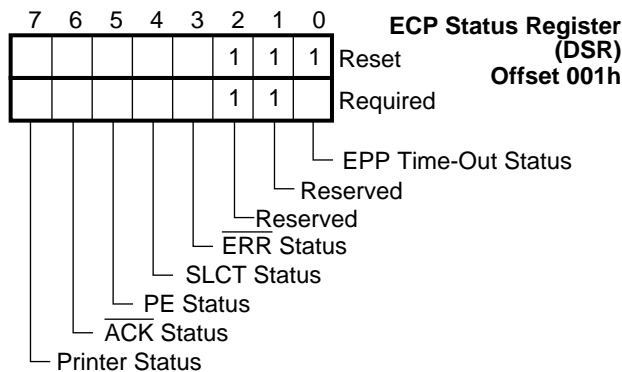 7 6 5 4 3 2 1 0
ECP Status Register
(DSR)
Offset 001h
1 1 1 Reset
1 1 Required
EPP Time-Out Status
Reserved
Reserved
ERR Status
SLCT Status
PE Status
ACK Status
Printer Status